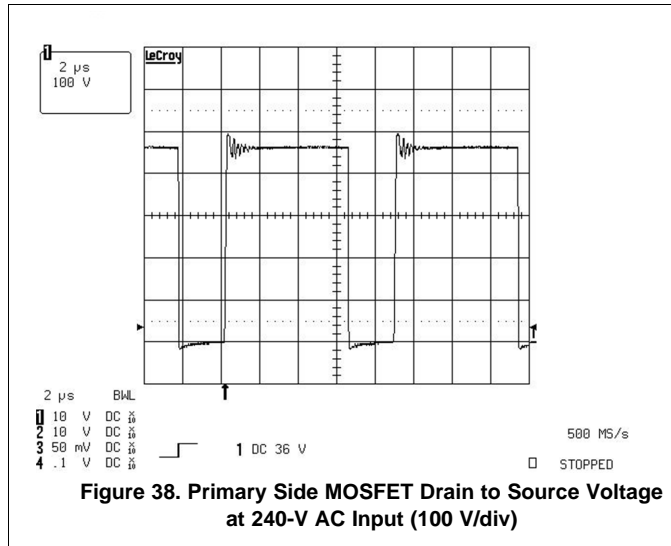 1
2 µs
100 V
LeCroy
2 µs BWL
1 10 V DC X10
2 10 V DC X10
3 50 mV DC X10
4 .1 V DC X10
1 DC 36 V
500 MS/s
STOPPED
Figure 38. Primary Side MOSFET Drain to Source Voltage
at 240-V AC Input (100 V/div)